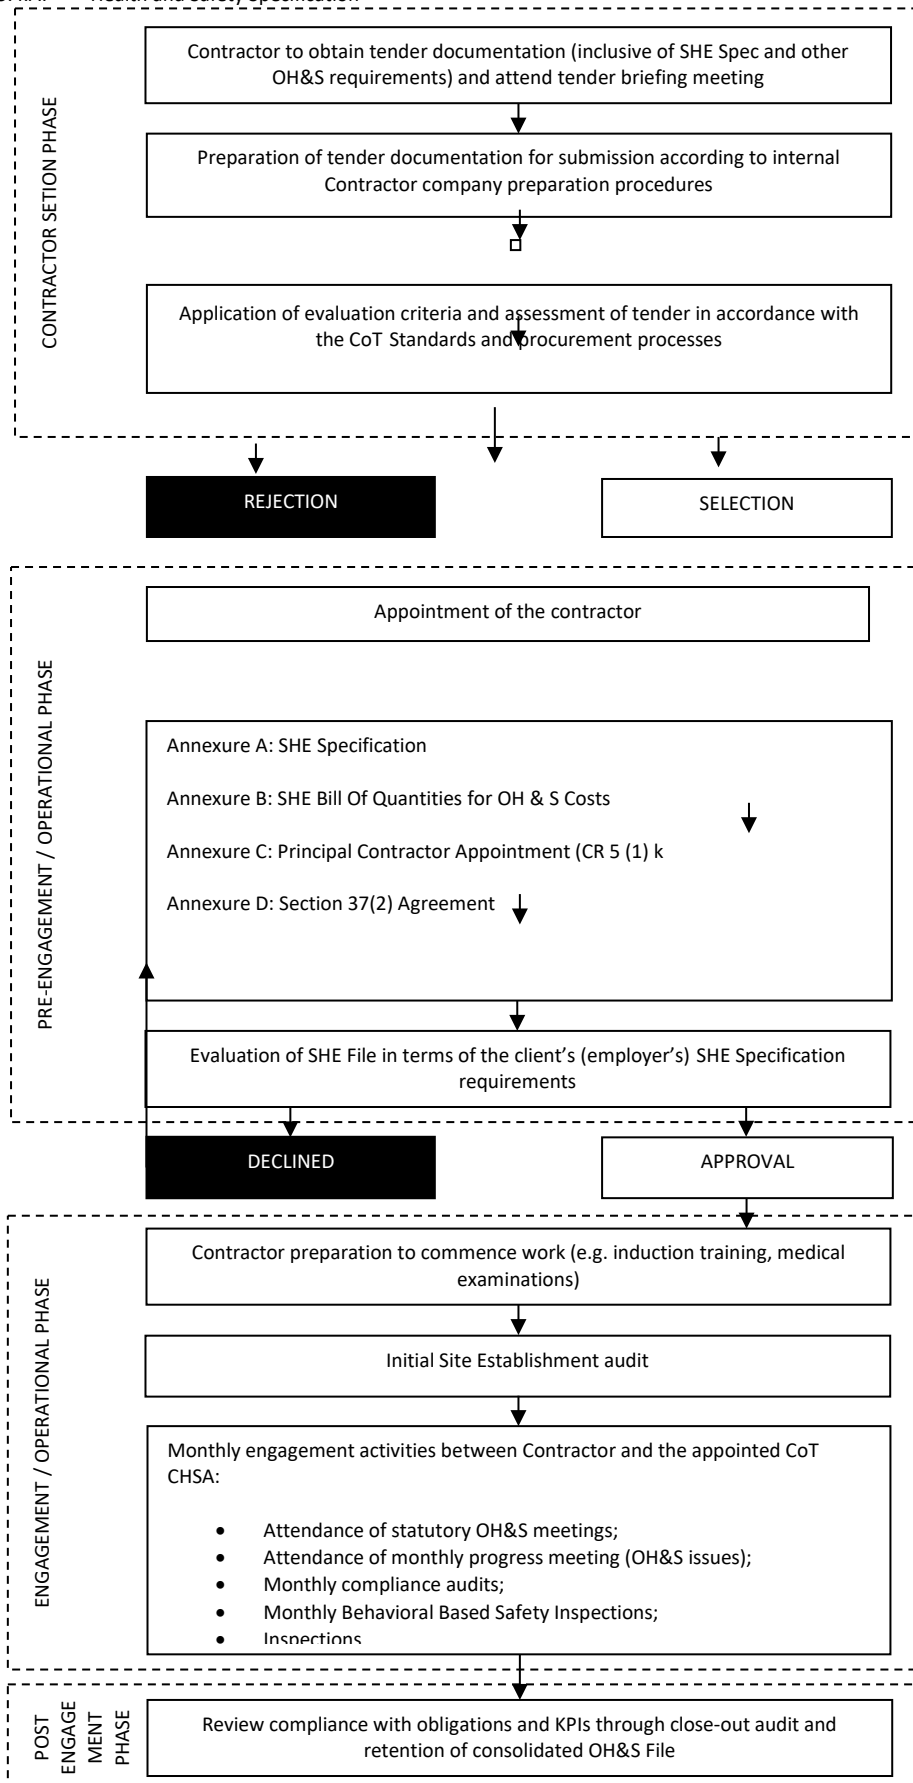 Health and Safety Specification
CONTRACTOR SETION PHASE
Contractor to obtain tender documentation (inclusive of SHE Spec and other
OH&S requirements) and attend tender briefing meeting
Preparation of tender documentation for submission according to internal
Contractor company preparation procedures
Application of evaluation criteria and assessment of tender in accordance with
the CoT Standards and procurement processes
REJECTION
SELECTION
PRE-ENGAGEMENT / OPERATIONAL PHASE
Appointment of the contractor
Annexure A: SHE Specification
Annexure B: SHE Bill Of Quantities for OH & S Costs
Annexure C: Principal Contractor Appointment (CR 5 (1) k
Annexure D: Section 37(2) Agreement
Evaluation of SHE File in terms of the client’s (employer’s) SHE Specification
requirements
DECLINED
APPROVAL
ENGAGEMENT / OPERATIONAL PHASE
Contractor preparation to commence work (e.g. induction training, medical
examinations)
Initial Site Establishment audit
Monthly engagement activities between Contractor and the appointed CoT
CHSA:
• Attendance of statutory OH&S meetings;
• Attendance of monthly progress meeting (OH&S issues);
• Monthly compliance audits;
• Monthly Behavioral Based Safety Inspections;
• Inspections
POST
ENGAGE
MENT
PHASE
Review compliance with obligations and KPIs through close-out audit and
retention of consolidated OH&S File